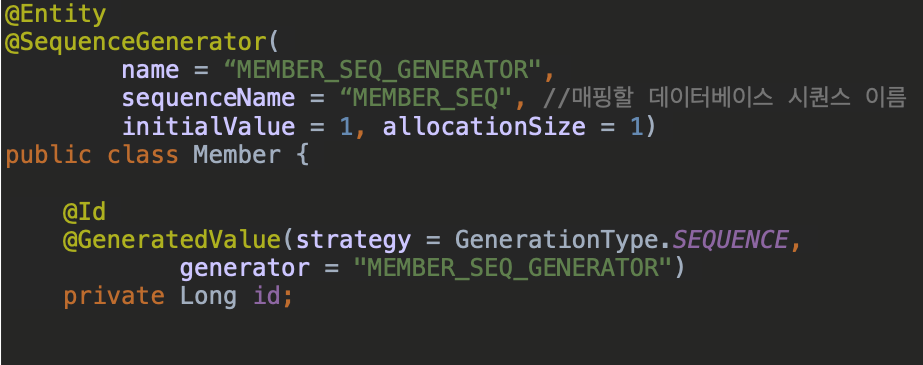 @Entity
@SequenceGenerator(
name = “MEMBER_SEQ_GENERATOR",
sequenceName = “MEMBER_SEQ", //매핑할 데이터베이스 시퀀스 이름
initialValue = 1, allocationSize = 1)
public class Member {
@Id
@GeneratedValue(strategy = GenerationType.SEQUENCE,
generator = "MEMBER_SEQ_GENERATOR")
private Long id;